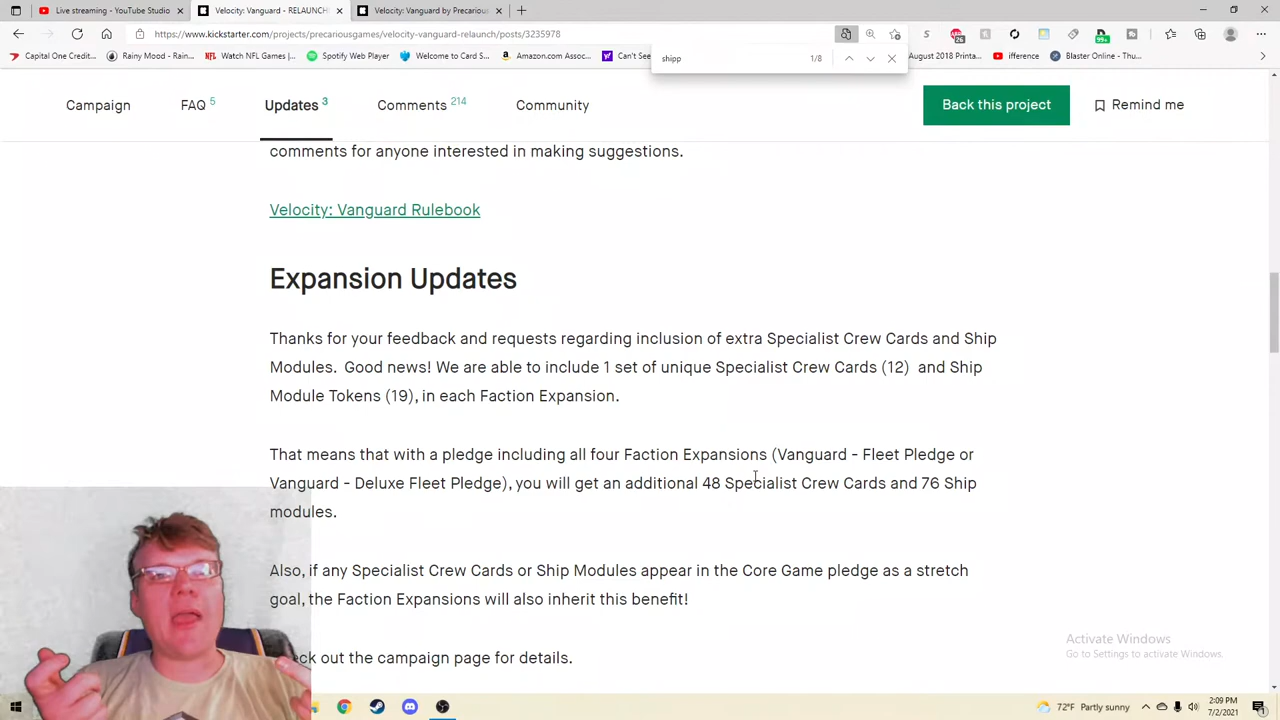 Live streaming - YouTube Studio
Velocity: Vanguard - RELAUNCH
Velocity: Vanguard by Precarious
https://www.kickstarter.com/projects/precariousgames/velocity-vanguard-relaunch/posts/3235978
Capital One Credit...
Rainy Mood - Rain...
Watch NFL Games |...
Spotify Web Player
Welcome to Card S...
Amazon.com Assoc...
Can't See
August 2018 Printa...
ifference
Blaster Online - Thu...
shipp
1/8
Campaign
FAQ 5
Updates 3
Comments 214
Community
Back this project
Remind me
comments for anyone interested in making suggestions.
Velocity: Vanguard Rulebook
Expansion Updates
Thanks for your feedback and requests regarding inclusion of extra Specialist Crew Cards and Ship
Modules. Good news! We are able to include 1 set of unique Specialist Crew Cards (12) and Ship
Module Tokens (19), in each Faction Expansion.
That means that with a pledge including all four Faction Expansions (Vanguard - Fleet Pledge or
Vanguard - Deluxe Fleet Pledge), you will get an additional 48 Specialist Crew Cards and 76 Ship
modules.
Also, if any Specialist Crew Cards or Ship Modules appear in the Core Game pledge as a stretch
goal, the Faction Expansions will also inherit this benefit!
eck out the campaign page for details.
Activate Windows
Go to Settings to activate Windows.
72°F Partly sunny
2:09 PM
7/2/2021